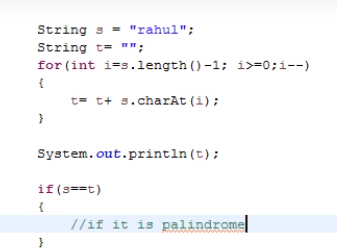 String s = "rahul";
String t= "";
for(int i=s.length()-1; i>=0;i--)
{
t= t+ s.charAt(i);
}
System.out.println(t);
if(s==t)
{
//if it is palindrome
}